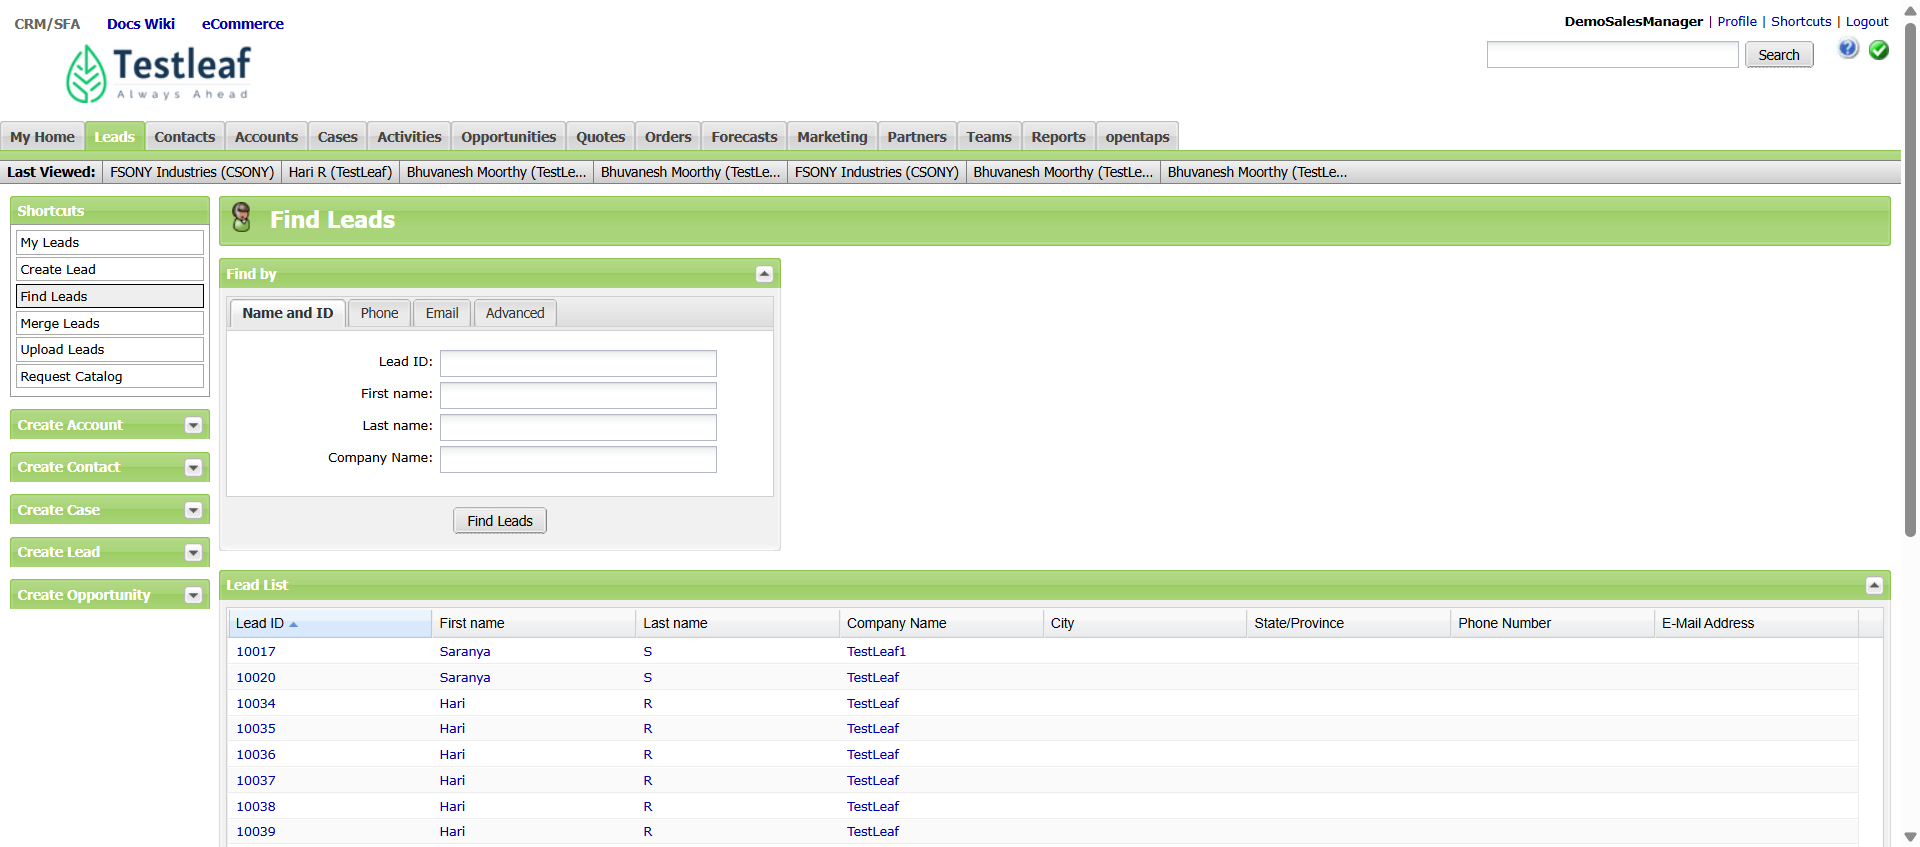 CRM/SFA Docs Wiki eCommerce
DemoSalesManager | Profile | Shortcuts | Logout
Testleaf
Always Ahead
Search
My Home Leads Contacts Accounts Cases Activities Opportunities Quotes Orders Forecasts Marketing Partners Teams Reports opentaps
Last Viewed: FSONY Industries (CSONY) Hari R (TestLeaf) Bhuvanesh Moorthy (TestLe... Bhuvanesh Moorthy (TestLe... FSONY Industries (CSONY) Bhuvanesh Moorthy (TestLe... Bhuvanesh Moorthy (TestLe...
Shortcuts
My Leads
Create Lead
Find Leads
Merge Leads
Upload Leads
Request Catalog
Create Account
Create Contact
Create Case
Create Lead
Create Opportunity
Find Leads
Find by
Name and ID Phone Email Advanced
Lead ID:
First name:
Last name:
Company Name:
Find Leads
Lead List
Lead ID First name Last name Company Name City State/Province Phone Number E-Mail Address
10017 Saranya S TestLeaf1
10020 Saranya S TestLeaf
10034 Hari R TestLeaf
10035 Hari R TestLeaf
10036 Hari R TestLeaf
10037 Hari R TestLeaf
10038 Hari R TestLeaf
10039 Hari R TestLeaf